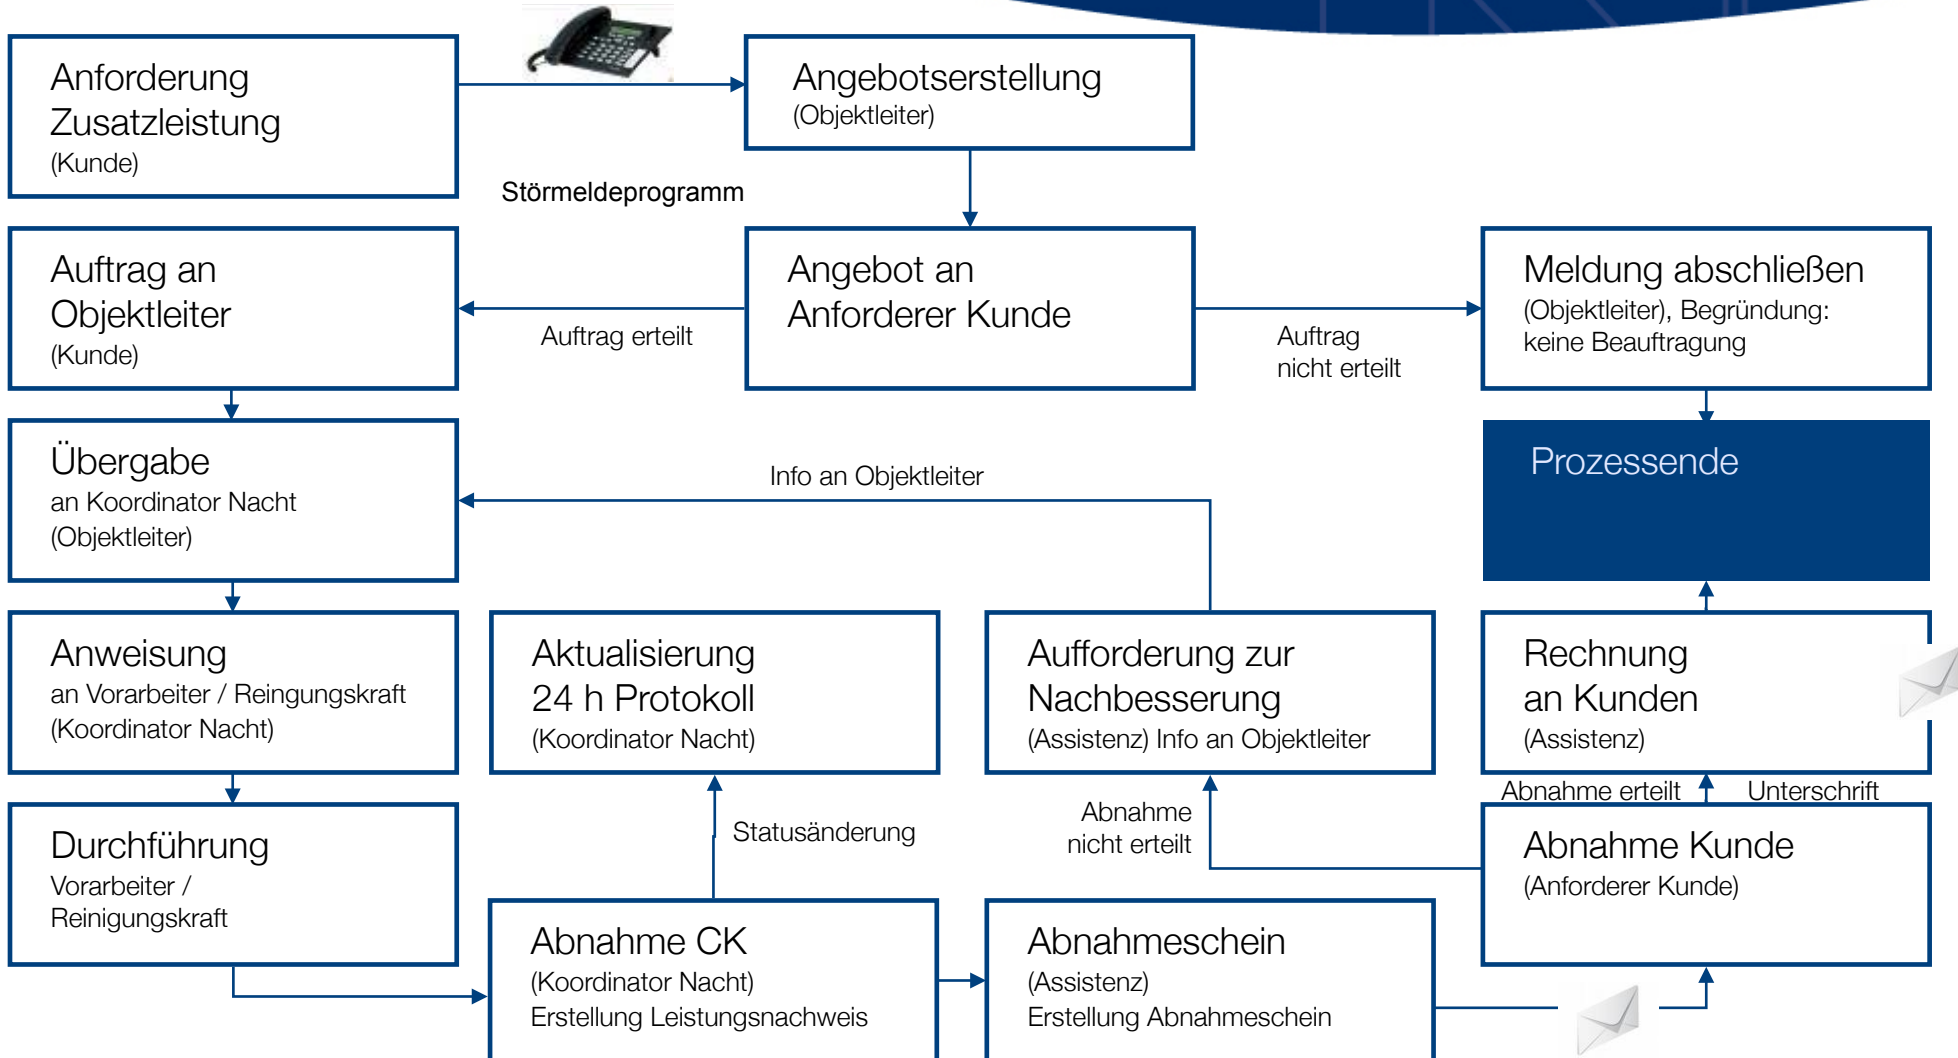 Anforderung
Zusatzleistung
(Kunde)
Angebotserstellung
(Objektleiter)
Störmeldeprogramm
Auftrag an
Objektleiter
(Kunde)
Auftrag erteilt
Angebot an
Anforderer Kunde
Auftrag
nicht erteilt
Meldung abschließen
(Objektleiter), Begründung:
keine Beauftragung
Übergabe
an Koordinator Nacht
(Objektleiter)
Info an Objektleiter
Prozessende
Anweisung
an Vorarbeiter / Reingungskraft
(Koordinator Nacht)
Aktualisierung
24 h Protokoll
(Koordinator Nacht)
Aufforderung zur
Nachbesserung
(Assistenz) Info an Objektleiter
Rechnung
an Kunden
(Assistenz)
Durchführung
Vorarbeiter /
Reinigungskraft
Statusänderung
Abnahme
nicht erteilt
Abnahme erteilt
Unterschrift
Abnahme Kunde
(Anforderer Kunde)
Abnahme CK
(Koordinator Nacht)
Erstellung Leistungsnachweis
Abnahmeschein
(Assistenz)
Erstellung Abnahmeschein